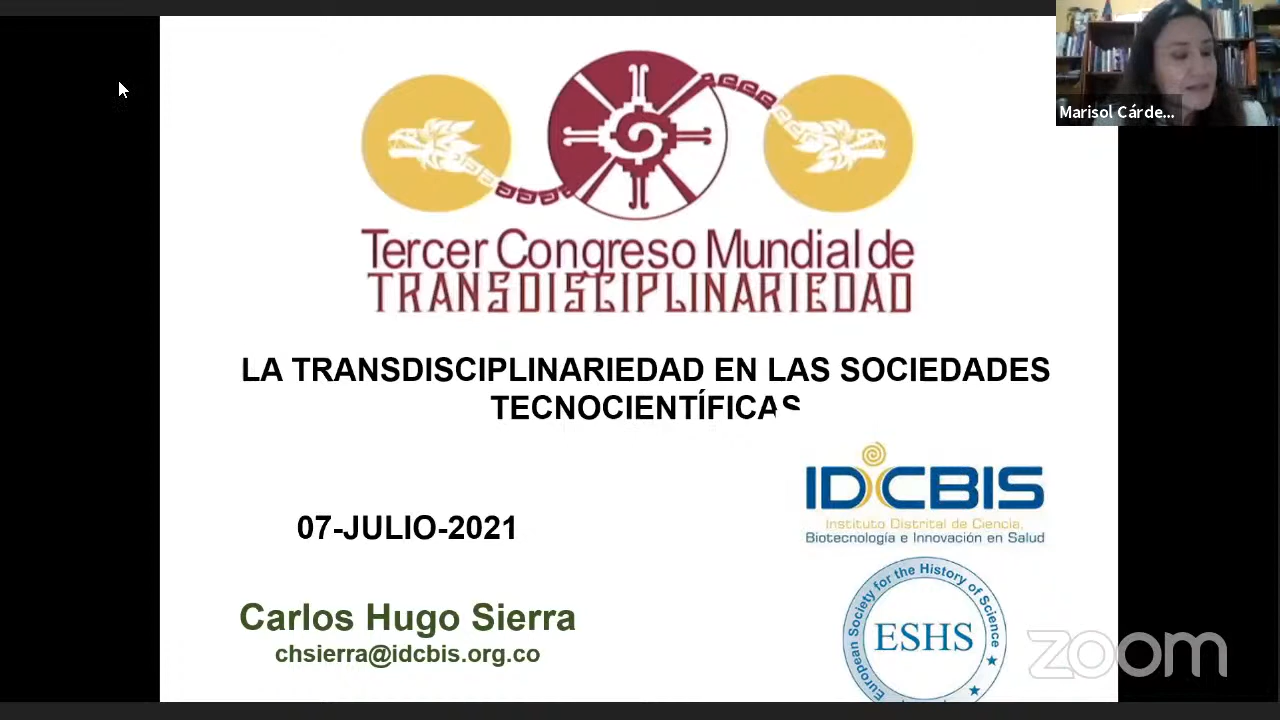 Marisol Cárde...
Tercer Congreso Mundial de
TRANSDISCIPLINARIEDAD
LA TRANSDISCIPLINARIEDAD EN LAS SOCIEDADES
TECNOCIENTÍFICAS
IDCBIS
Instituto Distrital de Ciencia,
Biotecnología e Innovación en Salud
07-JULIO-2021
Carlos Hugo Sierra
chsierra@idcbis.org.co
European Society for the History of Science
ESHS
zoom